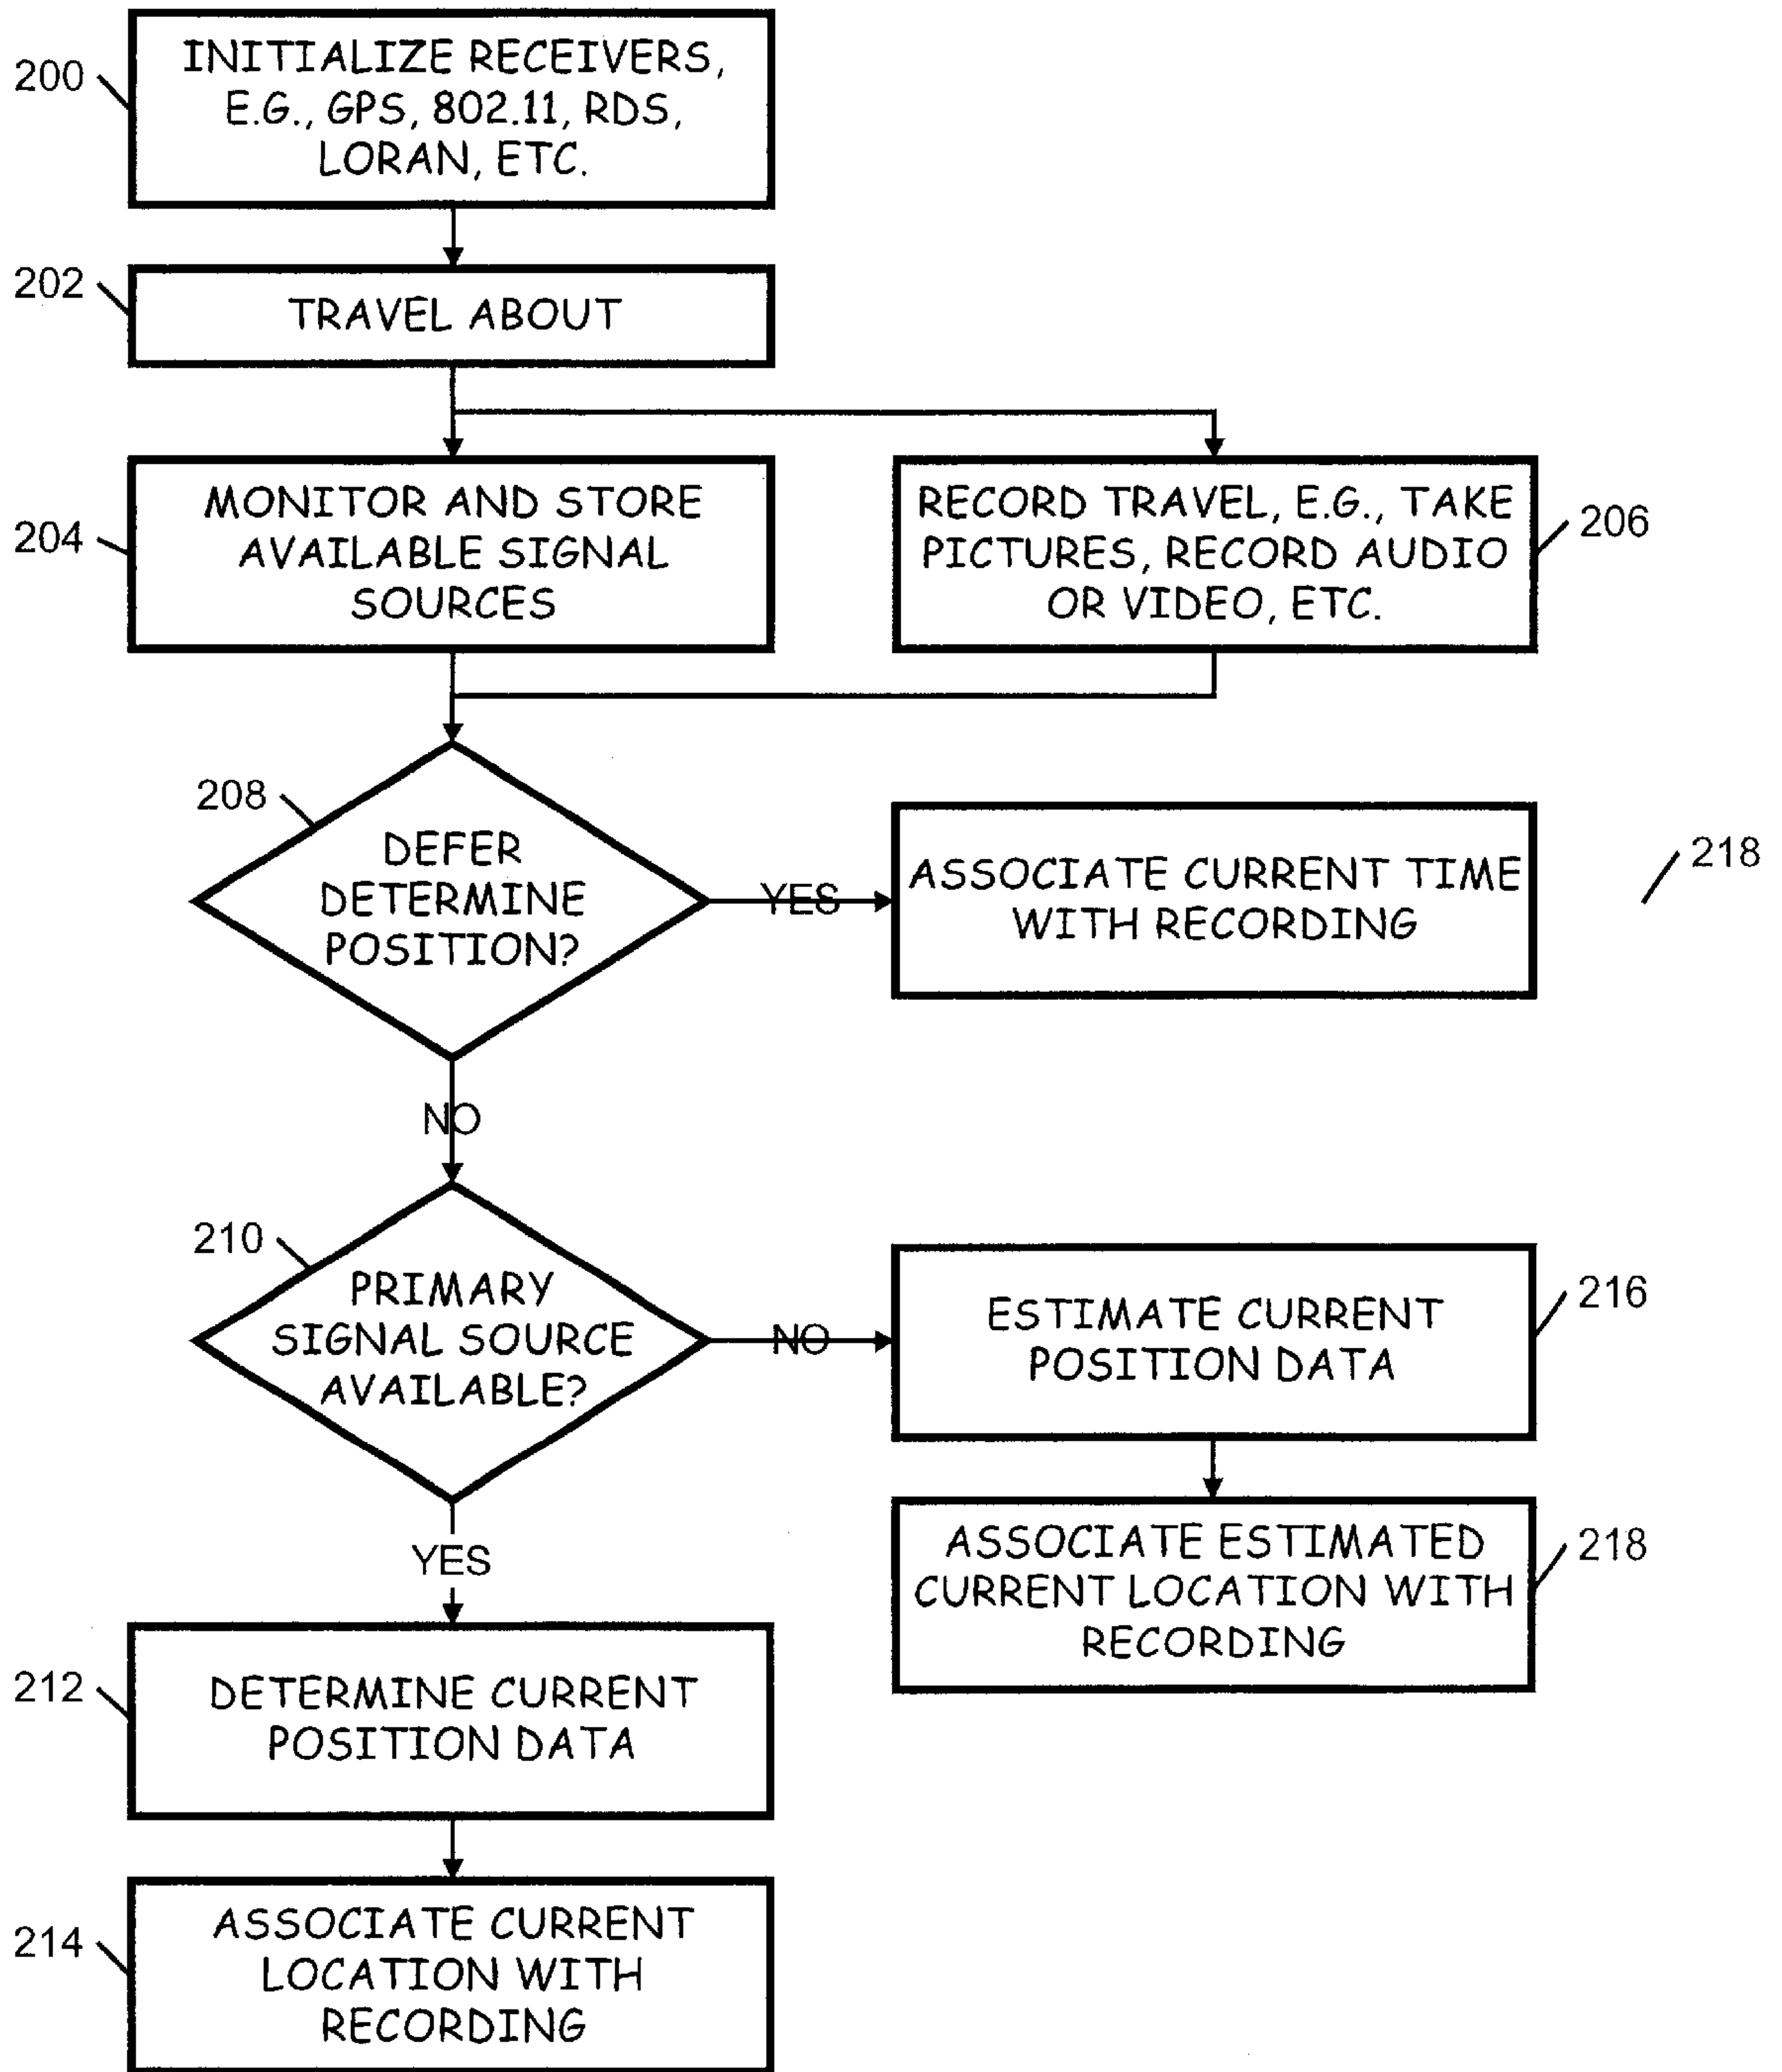 200
INITIALIZE RECEIVERS,
E.G., GPS, 802.11, RDS,
LORAN, ETC.
202
TRAVEL ABOUT
204
MONITOR AND STORE
AVAILABLE SIGNAL
SOURCES
RECORD TRAVEL, E.G., TAKE
PICTURES, RECORD AUDIO
OR VIDEO, ETC.
206
208
DEFER
DETERMINE
POSITION?
YES
ASSOCIATE CURRENT TIME
WITH RECORDING
218
NO
210
PRIMARY
SIGNAL SOURCE
AVAILABLE?
NO
ESTIMATE CURRENT
POSITION DATA
216
ASSOCIATE ESTIMATED
CURRENT LOCATION WITH
RECORDING
218
YES
212
DETERMINE CURRENT
POSITION DATA
214
ASSOCIATE CURRENT
LOCATION WITH
RECORDING